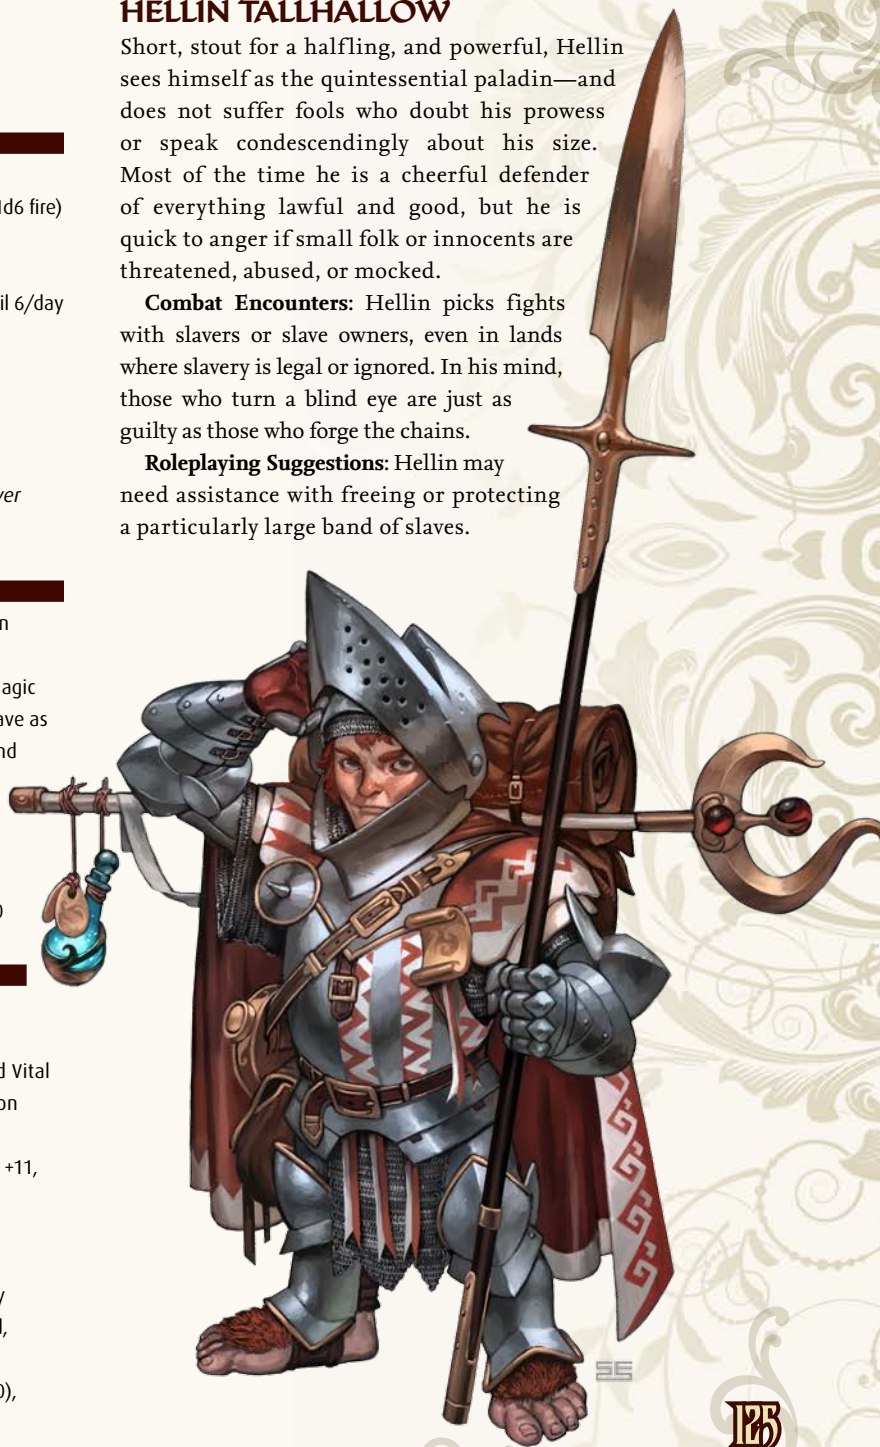 1d6 fire)
il 6/day
ver
n
agic
ave as
nd
0
d Vital
on
+11,
y
l,
0),
HELLIN TALLHALLOW
Short, stout for a halfling, and powerful, Hellin
sees himself as the quintessential paladin—and
does not suffer fools who doubt his prowess
or speak condescendingly about his size.
Most of the time he is a cheerful defender
of everything lawful and good, but he is
quick to anger if small folk or innocents are
threatened, abused, or mocked.
Combat Encounters: Hellin picks fights
with slavers or slave owners, even in lands
where slavery is legal or ignored. In his mind,
those who turn a blind eye are just as
guilty as those who forge the chains.
Roleplaying Suggestions: Hellin may
need assistance with freeing or protecting
a particularly large band of slaves.
125